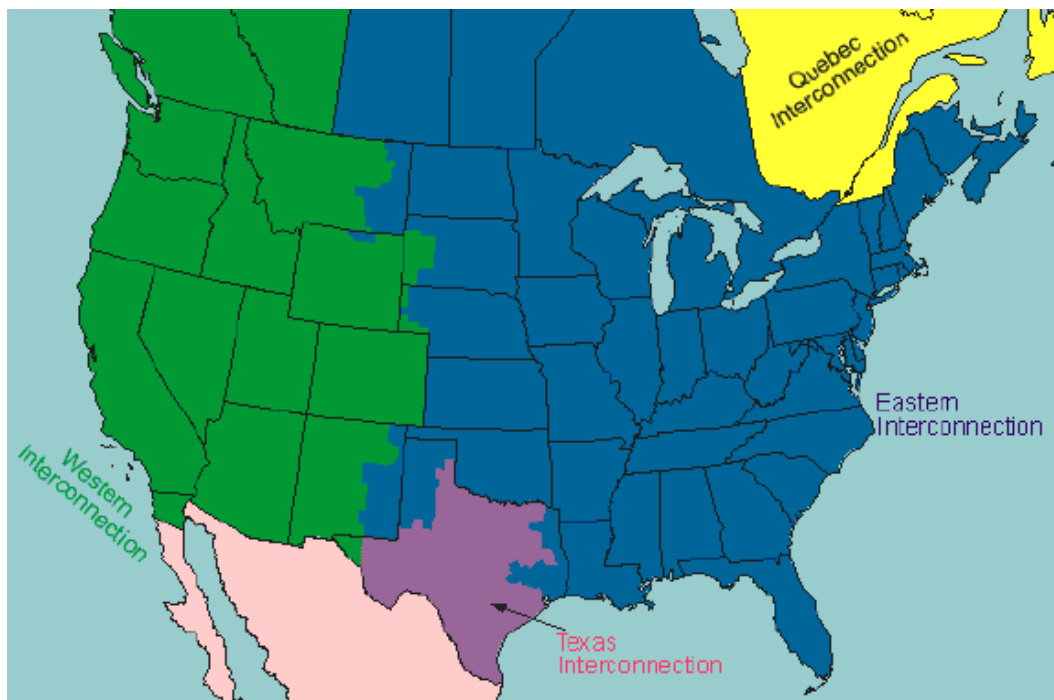 Quebec
Interconnection
Eastern
Interconnection
Western
Interconnection
Texas
Interconnection